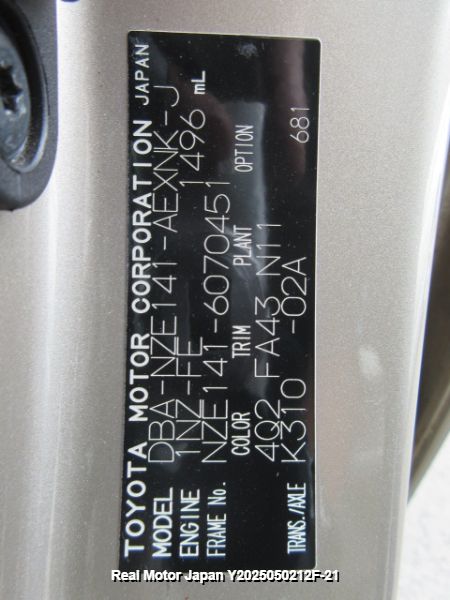 TOYOTA MOTOR CORPORATION JAPAN
MODEL DBA-NZE141-AEXNK-J
ENGINE 1NZ-FE 1496 mL
FRAME No. NZE141-6070451
COLOR TRIM PLANT OPTION
4Q2 FA43 N11 681
TRANS./AXLE K310 -02A
Real Motor Japan Y2025050212F-21